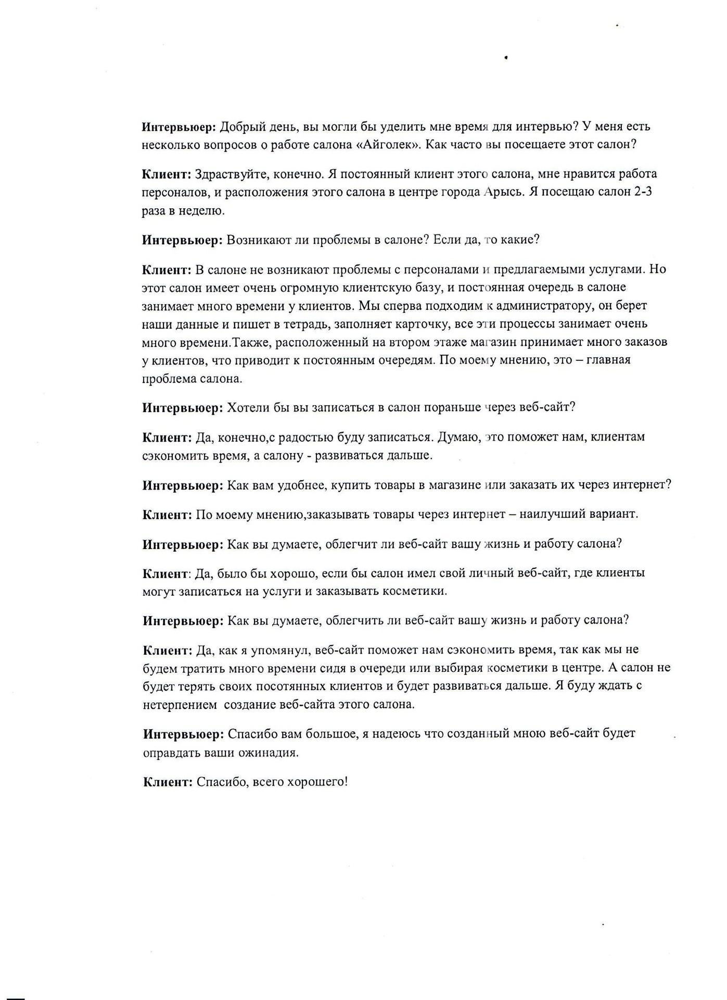 Интервьюер: Добрый день, вы могли бы уделить мне время для интервью? У меня есть
несколько вопросов о работе салона «Айголек». Как часто вы посещаете этот салон?
Клиент: Здраствуйте, конечно. Я постоянный клиент этого салона, мне нравится работа
персоналов, и расположения этого салона в центре города Арысь. Я посещаю салон 2-3
раза в неделю.
Интервьюер: Возникают ли проблемы в салоне? Если да, то какие?
Клиент: В салоне не возникают проблемы с персоналами и предлагаемыми услугами. Но
этот салон имеет очень огромную клиентскую базу, и постоянная очередь в салоне
занимает много времени у клиентов. Мы сперва подходим к администратору, он берет
наши данные и пишет в тетрадь, заполняет карточку, все эти процессы занимает очень
много времени.Также, расположенный на втором этаже магазин принимает много заказов
у клиентов, что приводит к постоянным очередям. По моему мнению, это – главная
проблема салона.
Интервьюер: Хотели бы вы записаться в салон пораньше через веб-сайт?
Клиент: Да, конечно,с радостью буду записаться. Думаю, это поможет нам, клиентам
сэкономить время, а салону - развиваться дальше.
Интервьюер: Как вам удобнее, купить товары в магазине или заказать их через интернет?
Клиент: По моему мнению,заказывать товары через интернет – наилучший вариант.
Интервьюер: Как вы думаете, облегчит ли веб-сайт вашу жизнь и работу салона?
Клиент: Да, было бы хорошо, если бы салон имел свой личный веб-сайт, где клиенты
могут записаться на услуги и заказывать косметики.
Интервьюер: Как вы думаете, облегчить ли веб-сайт вашу жизнь и работу салона?
Клиент: Да, как я упомянул, веб-сайт поможет нам сэкономить время, так как мы не
будем тратить много времени сидя в очереди или выбирая косметики в центре. А салон не
будет терять своих посотянных клиентов и будет развиваться дальше. Я буду ждать с
нетерпением  создание веб-сайта этого салона.
Интервьюер: Спасибо вам большое, я надеюсь что созданный мною веб-сайт будет
оправдать ваши ожинадия.
Клиент: Спасибо, всего хорошего!